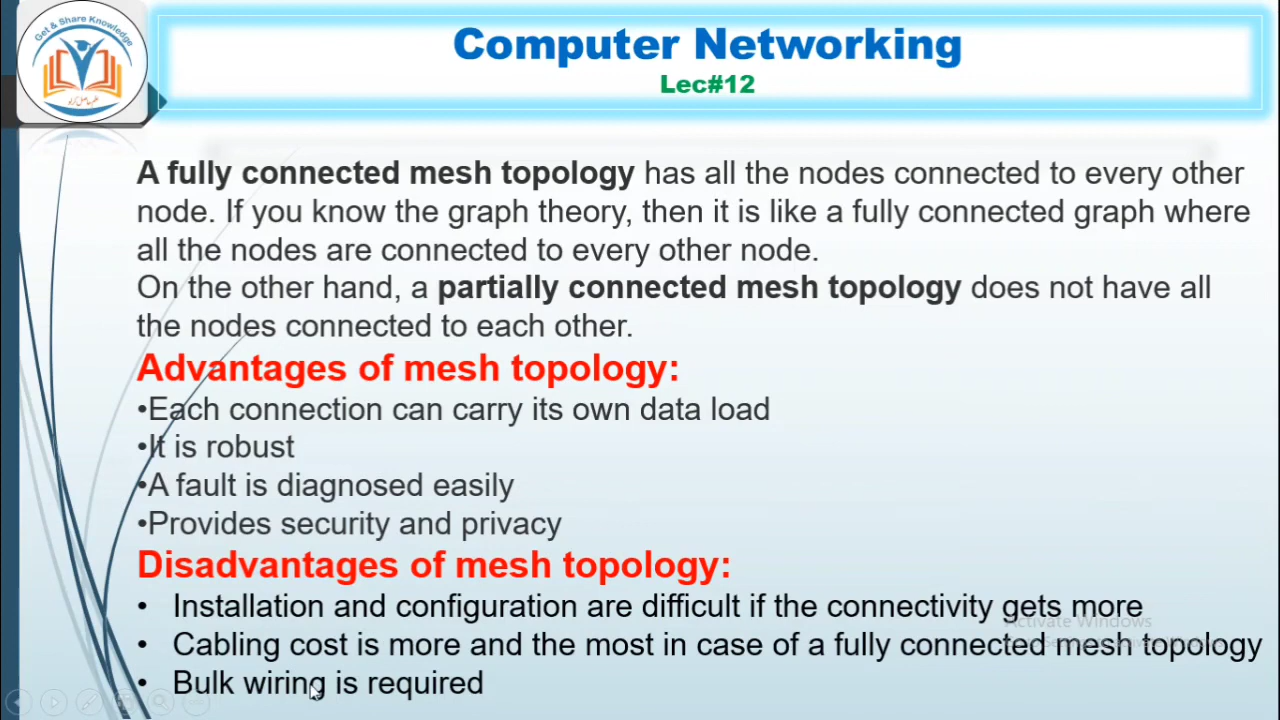 Get & Share Knowledge
Computer Networking
Lec#12
A fully connected mesh topology has all the nodes connected to every other
node. If you know the graph theory, then it is like a fully connected graph where
all the nodes are connected to every other node.
On the other hand, a partially connected mesh topology does not have all
the nodes connected to each other.
Advantages of mesh topology:
•Each connection can carry its own data load
•It is robust
•A fault is diagnosed easily
•Provides security and privacy
Disadvantages of mesh topology:
• Installation and configuration are difficult if the connectivity gets more
• Cabling cost is more and the most in case of a fully connected mesh topology
• Bulk wiring is required
Activate Windows